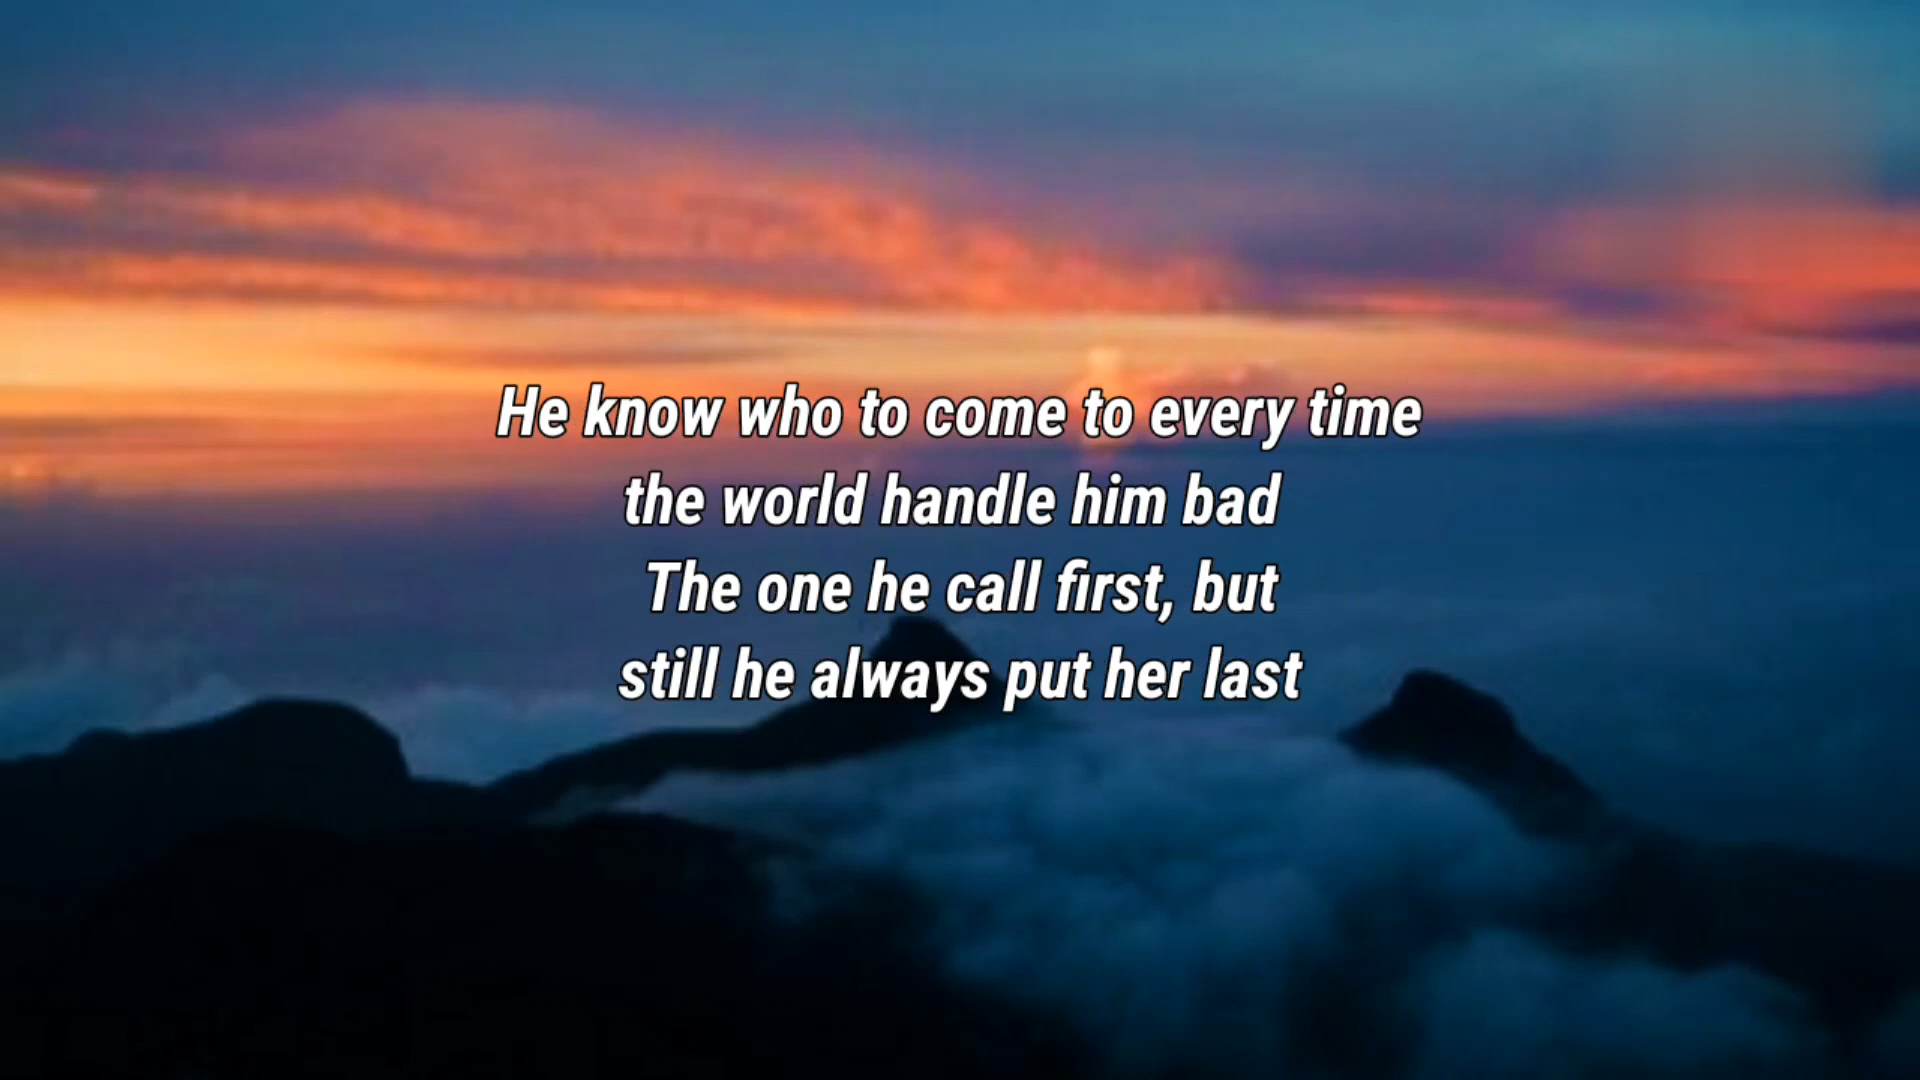 He know who to come to every time
the world handle him bad
The one he call first, but
still he always put her last